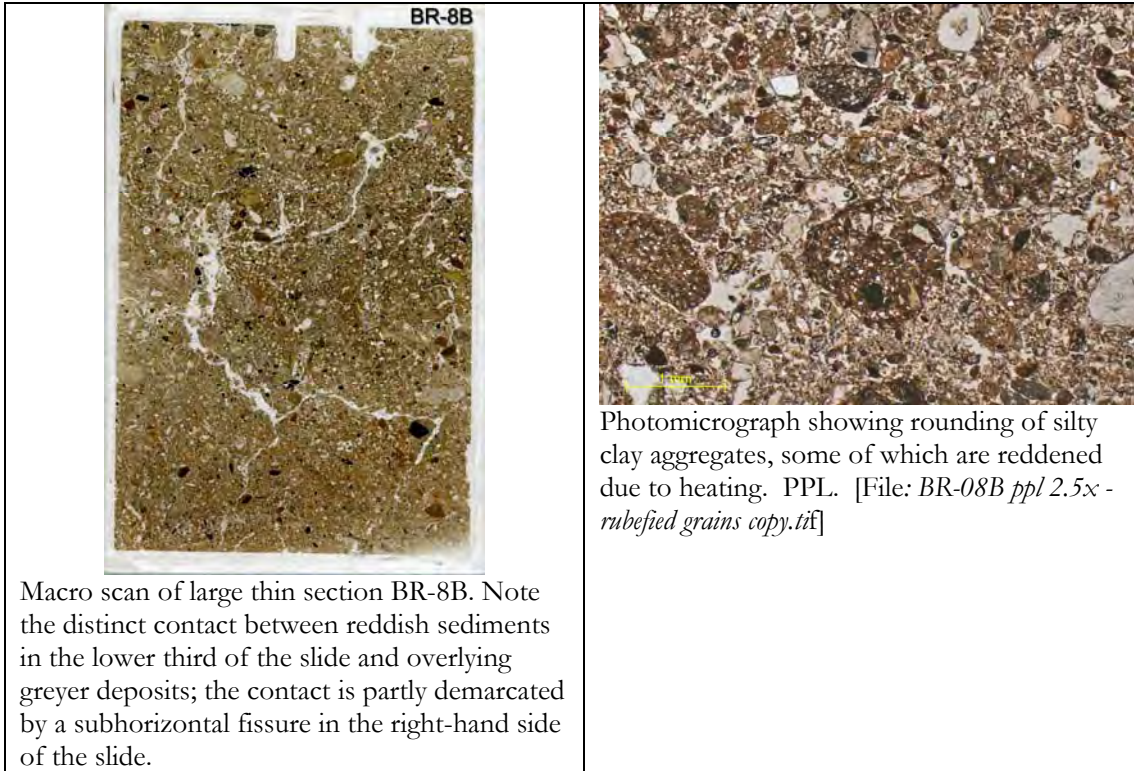 BR-8B
Macro scan of large thin section BR-8B. Note
the distinct contact between reddish sediments
in the lower third of the slide and overlying
greyer deposits; the contact is partly demarcated
by a subhorizontal fissure in the right-hand side
of the slide.
1 mm
Photomicrograph showing rounding of silty
clay aggregates, some of which are reddened
due to heating. PPL. [File: BR-08B ppl 2.5x -
rubefied grains copy.tif]